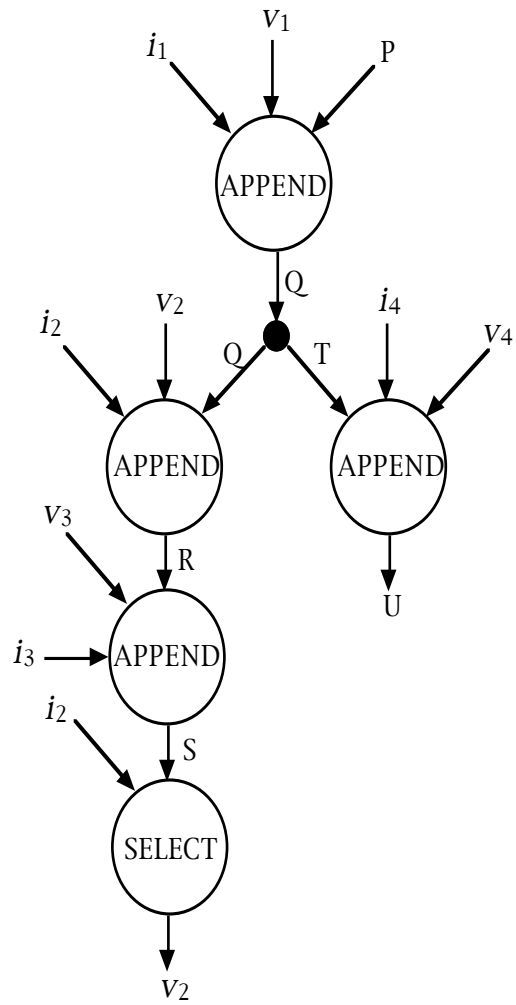 v1
i1
P
APPEND
Q
v2
i4
i2
Q
T
v4
APPEND
APPEND
v3
R
U
i3
APPEND
i2
S
SELECT
v2